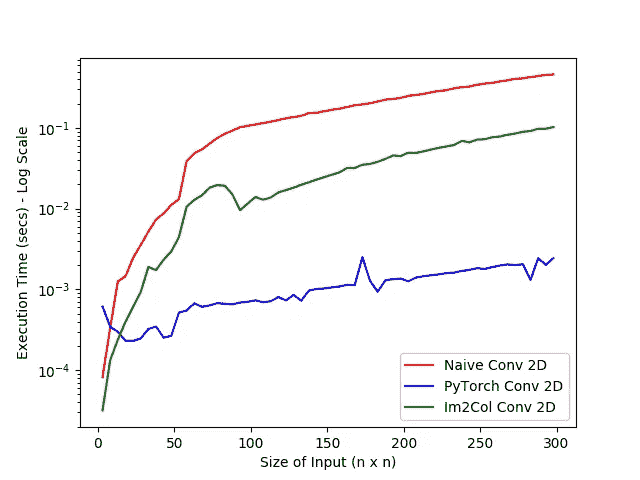 Execution Time (secs) - Log Scale
10⁻¹
10⁻²
10⁻³
10⁻⁴
Naive Conv 2D
PyTorch Conv 2D
Im2Col Conv 2D
0 50 100 150 200 250 300
Size of Input (n x n)